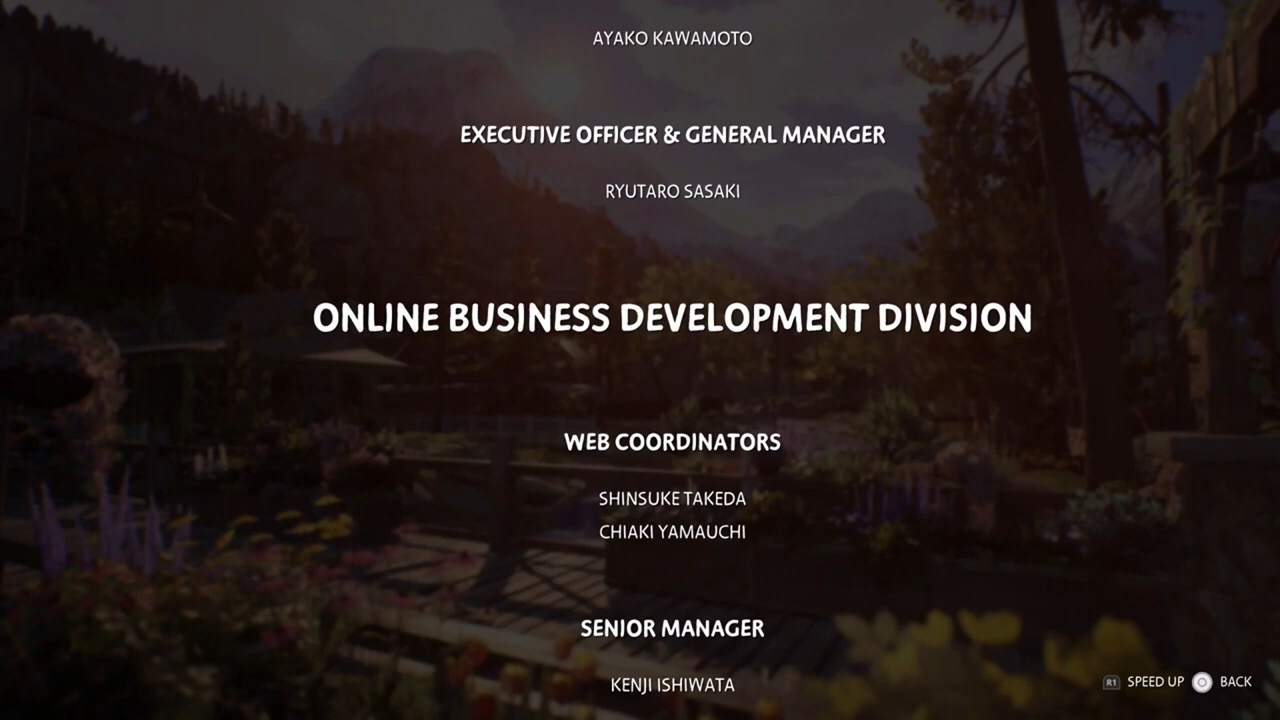 AYAKO KAWAMOTO
EXECUTIVE OFFICER & GENERAL MANAGER
RYUTARO SASAKI
ONLINE BUSINESS DEVELOPMENT DIVISION
WEB COORDINATORS
SHINSUKE TAKEDA
CHIAKI YAMAUCHI
SENIOR MANAGER
KENJI ISHIWATA
R1 SPEED UP BACK